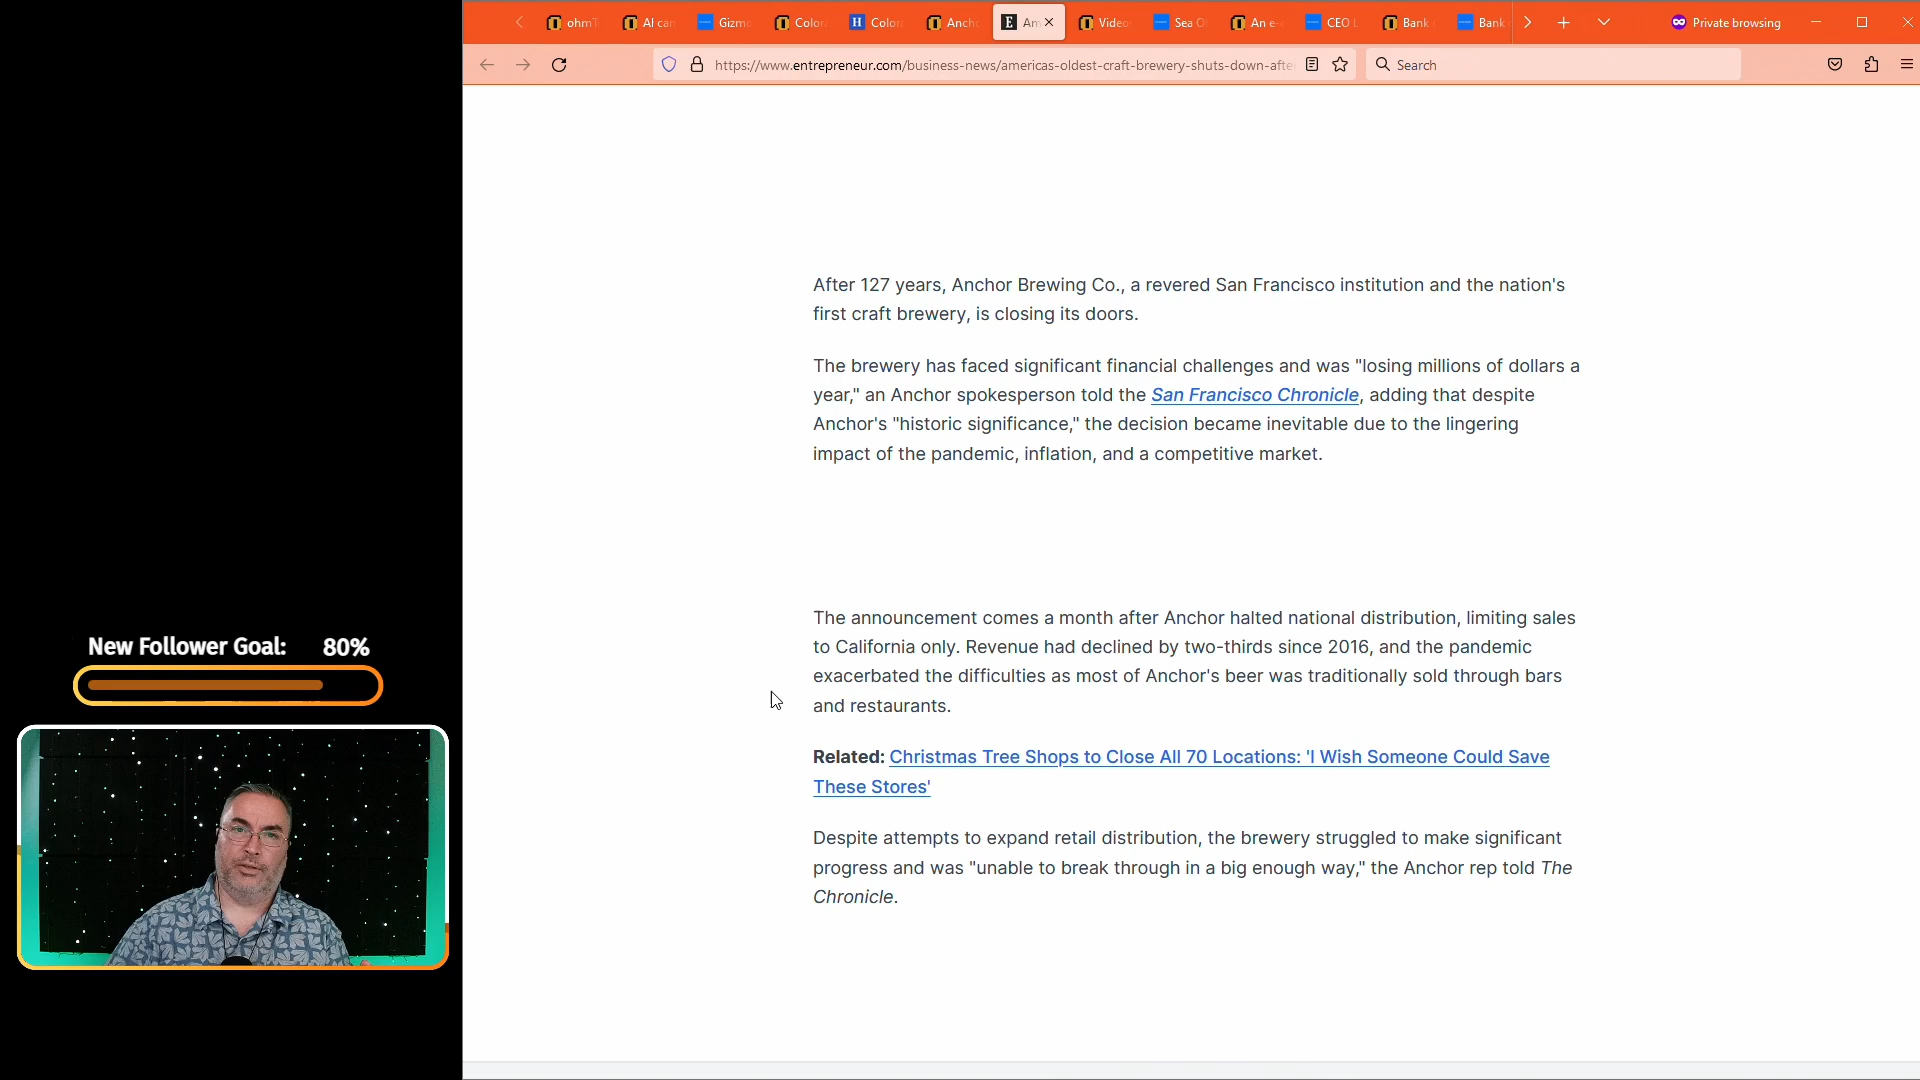 ohm
AI can
Gizm
Color
H Color
Ancho
E Am
Video
Sea O
An e-
CEO L
Bank
Bank
Private browsing
https://www.entrepreneur.com/business-news/americas-oldest-craft-brewery-shuts-down-afte
Search
After 127 years, Anchor Brewing Co., a revered San Francisco institution and the nation's
first craft brewery, is closing its doors.
The brewery has faced significant financial challenges and was "losing millions of dollars a
year," an Anchor spokesperson told the San Francisco Chronicle, adding that despite
Anchor's "historic significance," the decision became inevitable due to the lingering
impact of the pandemic, inflation, and a competitive market.
The announcement comes a month after Anchor halted national distribution, limiting sales
to California only. Revenue had declined by two-thirds since 2016, and the pandemic
exacerbated the difficulties as most of Anchor's beer was traditionally sold through bars
and restaurants.
Related: Christmas Tree Shops to Close All 70 Locations: 'I Wish Someone Could Save
These Stores'
Despite attempts to expand retail distribution, the brewery struggled to make significant
progress and was "unable to break through in a big enough way," the Anchor rep told The
Chronicle.
New Follower Goal: 80%